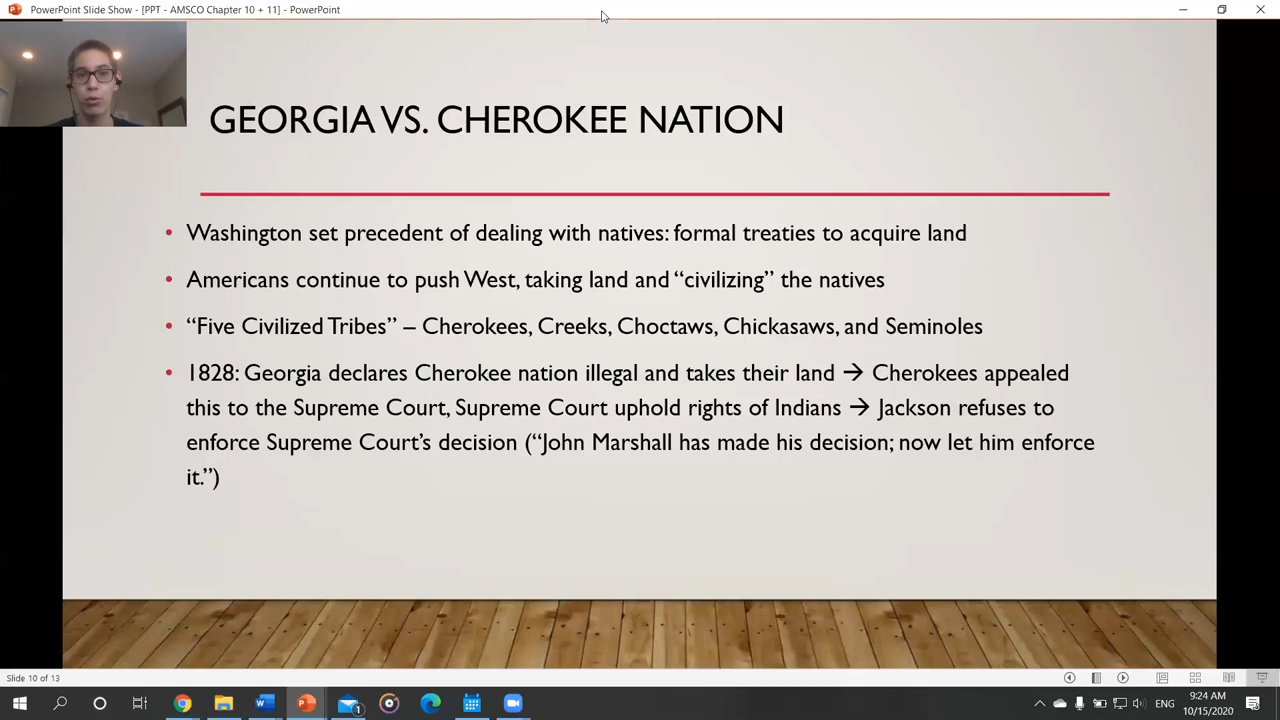 PowerPoint Slide Show - [PPT - AMSCO Chapter 10 + 11] - PowerPoint
GEORGIA VS. CHEROKEE NATION
• Washington set precedent of dealing with natives: formal treaties to acquire land
• Americans continue to push West, taking land and “civilizing” the natives
• “Five Civilized Tribes” – Cherokees, Creeks, Choctaws, Chickasaws, and Seminoles
• 1828: Georgia declares Cherokee nation illegal and takes their land → Cherokees appealed
this to the Supreme Court, Supreme Court uphold rights of Indians → Jackson refuses to
enforce Supreme Court’s decision (“John Marshall has made his decision; now let him enforce
it.”)
Slide 10 of 13
ENG
9:24 AM
10/15/2020